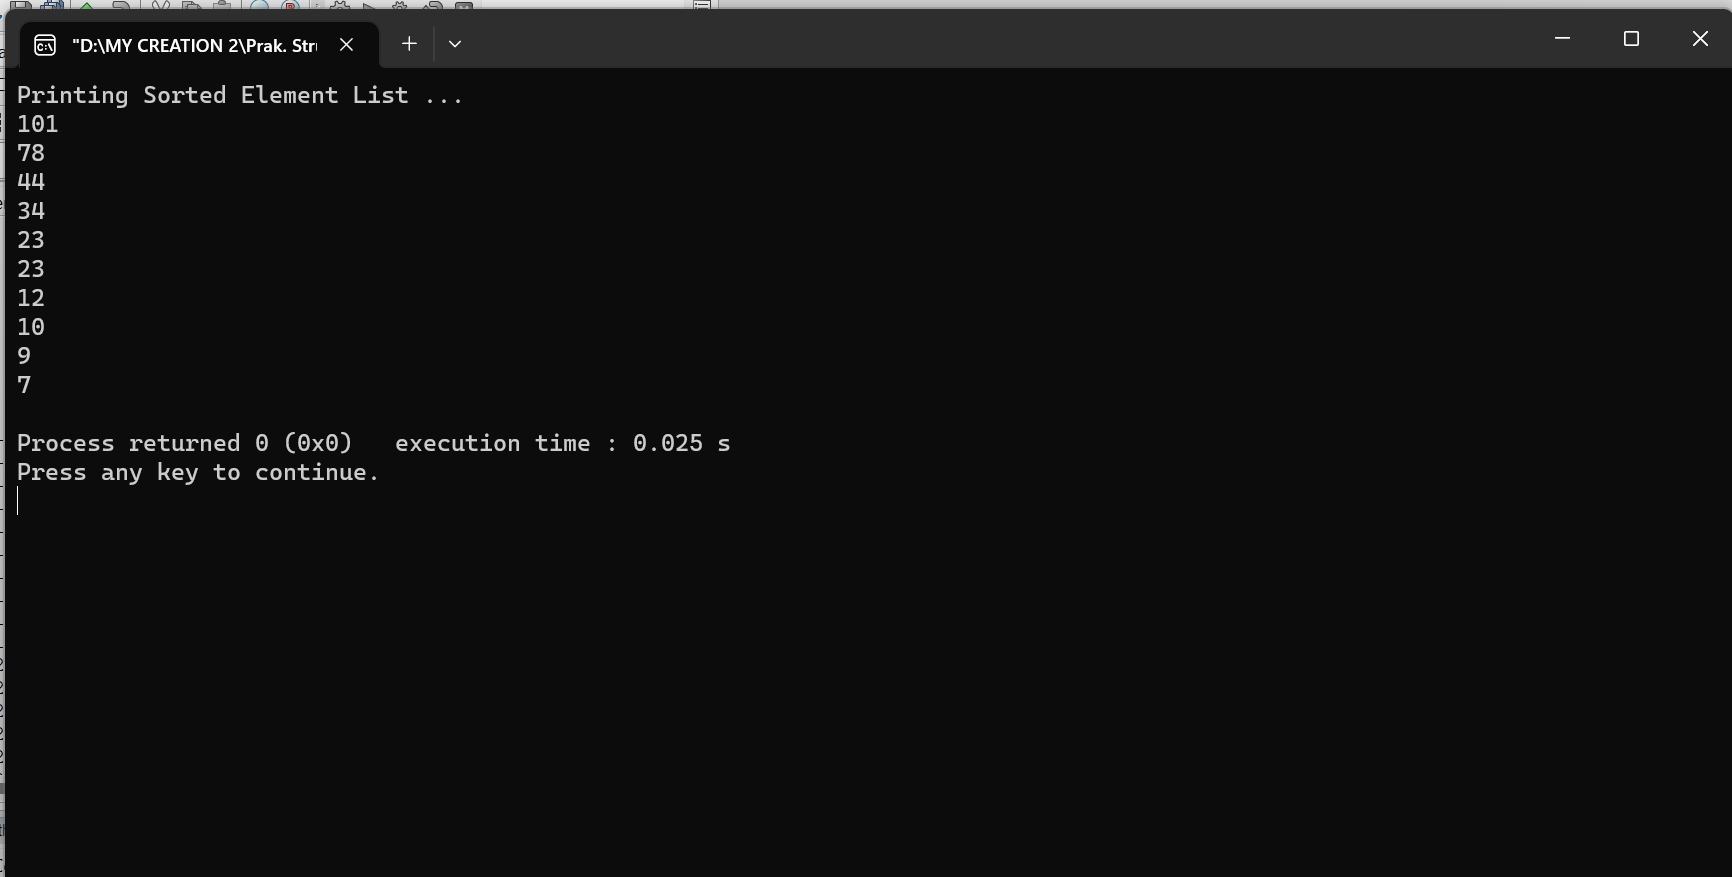 "D:\MY CREATION 2\Prak. Str
Printing Sorted Element List ...
101
78
44
34
23
23
12
10
9
7
Process returned 0 (0x0)   execution time : 0.025 s
Press any key to continue.